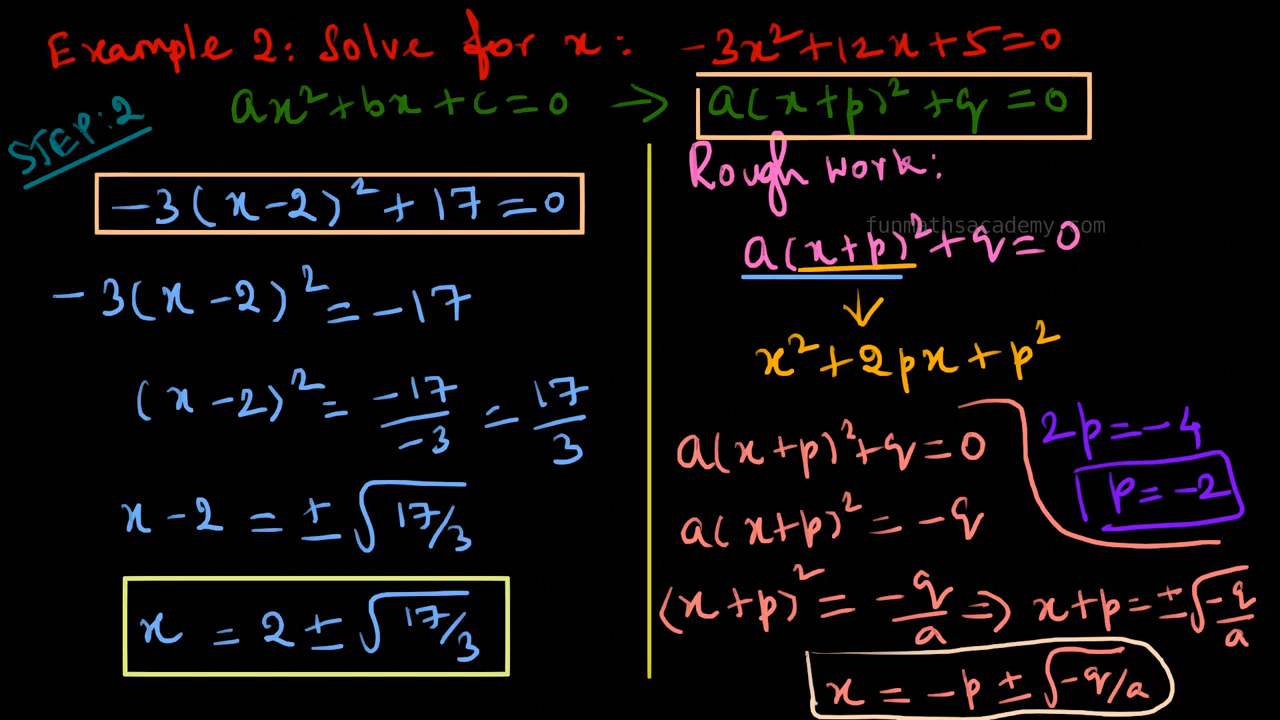 Example 2: Solve for x: -3x²+12x+5=0
ax²+bx+c=0 → a(x+p)²+q=0
STEP:2
-3(x-2)²+17=0
-3(x-2)²=-17
(x-2)²=-17/-3=17/3
x-2=±√17/3
x=2±√17/3
Rough work:
funmathsacademy.com
a(x+p)²+q=0
↓
x²+2px+p²
a(x+p)²+q=0
a(x+p)²=-q
(x+p)²=-q/a⇒x+p=±√-q/a
x=-p±√-q/a
2p=-4
p=-2